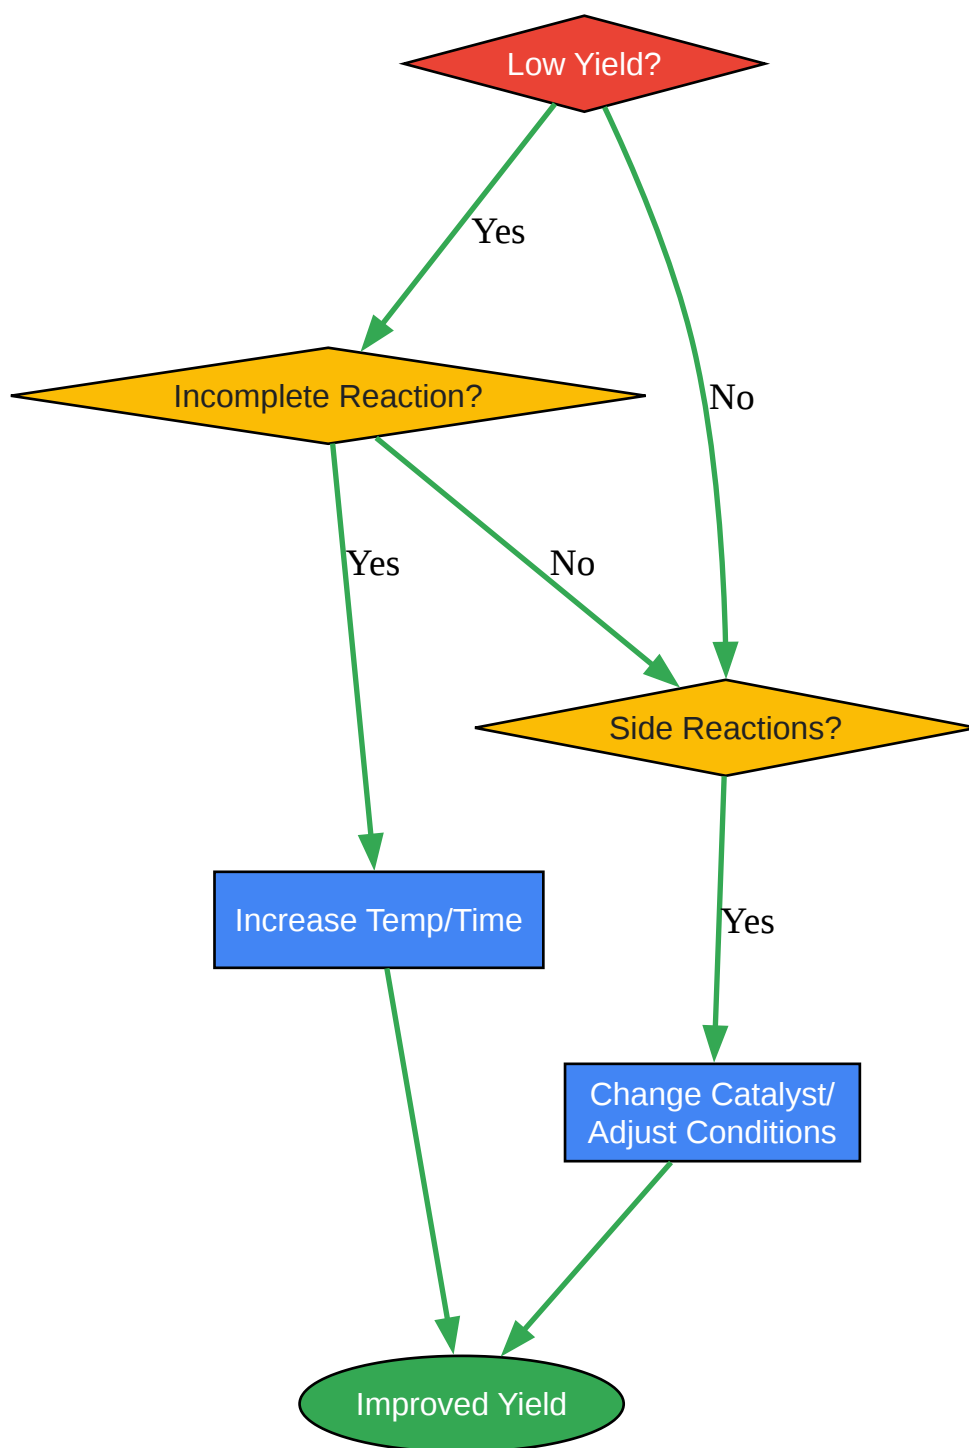 Low Yield?
Yes
No
Incomplete Reaction?
Yes
No
Side Reactions?
Increase Temp/Time
Yes
Change Catalyst/
Adjust Conditions
Improved Yield